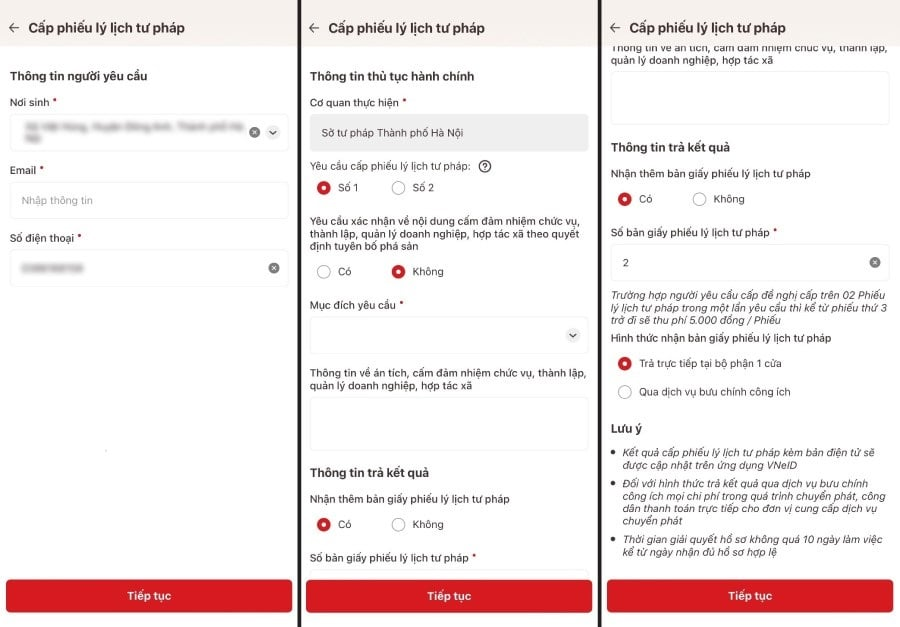 Cấp phiếu lý lịch tư pháp
Thông tin người yêu cầu
Nơi sinh *
Email *
Nhập thông tin
Số điện thoại *
Tiếp tục
Cấp phiếu lý lịch tư pháp
Thông tin thủ tục hành chính
Cơ quan thực hiện *
Sở tư pháp Thành phố Hà Nội
Yêu cầu cấp phiếu lý lịch tư pháp:
Số 1 Số 2
Yêu cầu xác nhận về nội dung cấm đảm nhiệm chức vụ,
thành lập, quản lý doanh nghiệp, hợp tác xã theo quyết
định tuyên bố phá sản
Có Không
Mục đích yêu cầu *
Thông tin về án tích, cấm đảm nhiệm chức vụ, thành lập,
quản lý doanh nghiệp, hợp tác xã
Thông tin trả kết quả
Nhận thêm bản giấy phiếu lý lịch tư pháp
Có Không
Số bản giấy phiếu lý lịch tư pháp *
Tiếp tục
Cấp phiếu lý lịch tư pháp
Thông tin về án tích, cấm đảm nhiệm chức vụ, thành lập,
quản lý doanh nghiệp, hợp tác xã
Thông tin trả kết quả
Nhận thêm bản giấy phiếu lý lịch tư pháp
Có Không
Số bản giấy phiếu lý lịch tư pháp *
2
Trường hợp người yêu cầu cấp đề nghị cấp trên 02 Phiếu
lý lịch tư pháp trong một lần yêu cầu thì kể từ phiếu thứ 3
trở đi sẽ thu phí 5.000 đồng / Phiếu
Hình thức nhận bản giấy phiếu lý lịch tư pháp
Trả trực tiếp tại bộ phận 1 cửa
Qua dịch vụ bưu chính công ích
Lưu ý
• Kết quả cấp phiếu lý lịch tư pháp kèm bản điện tử sẽ
được cập nhật trên ứng dụng VNeID
• Đối với hình thức trả kết quả qua dịch vụ bưu chính
công ích mọi chi phí trong quá trình chuyển phát, công
dân thanh toán trực tiếp cho đơn vị cung cấp dịch vụ
chuyển phát
• Thời gian giải quyết hồ sơ không quá 10 ngày làm việc
kể từ ngày nhận đủ hồ sơ hợp lệ
Tiếp tục